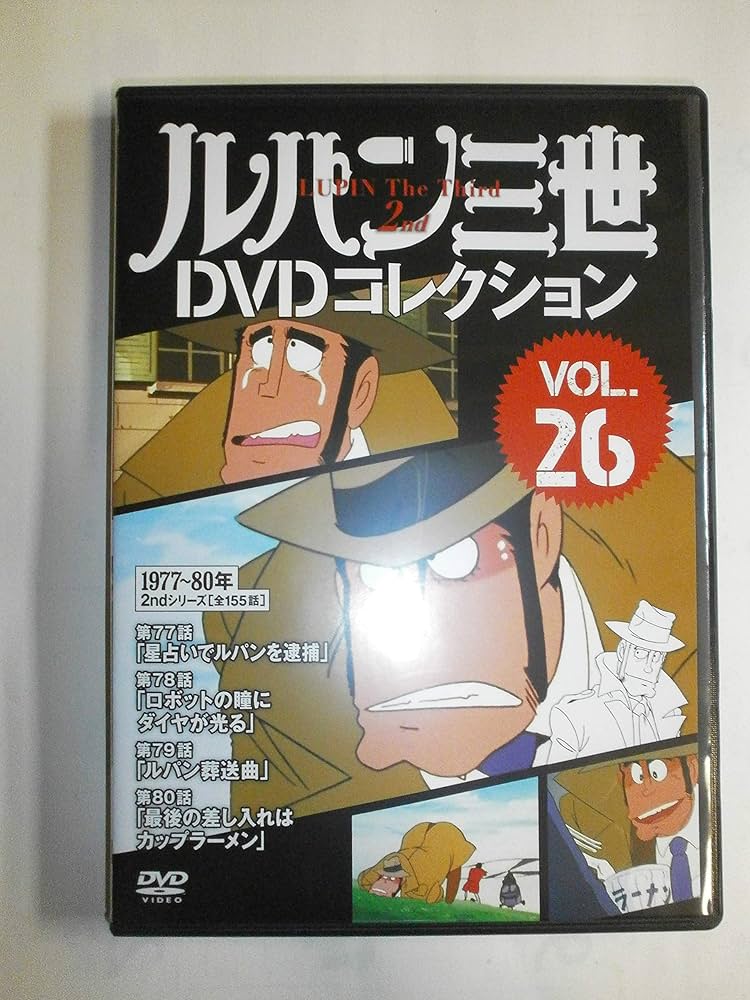 ルパン三世
LUPIN The Third
2nd
DVDコレクション
VOL.
26
1977~80年
2ndシリーズ[全155話]
第77話
「星占いでルパンを逮捕」
第78話
「ロボットの瞳に
ダイヤが光る」
第79話
「ルパン葬送曲」
第80話
「最後の差し入れは
カップラーメン」
ラーメン
DVD
VIDEO